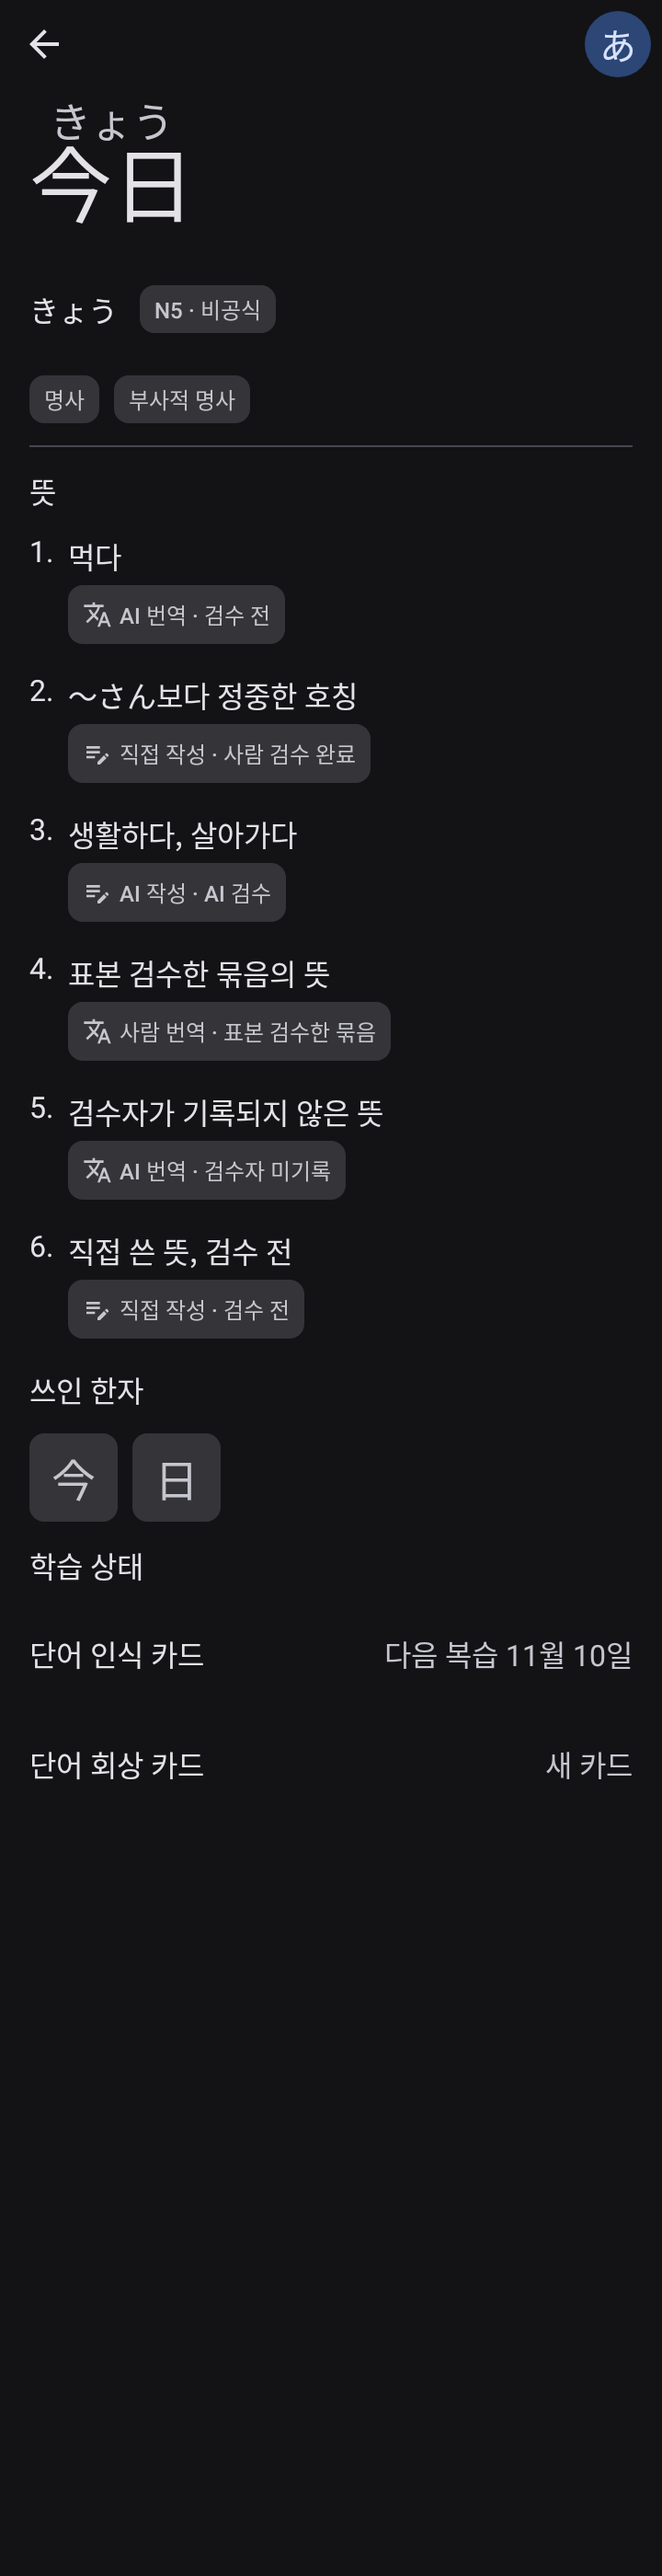 あ
きょう
今日
きょう
N5 · 비공식
명사
부사적 명사
뜻
1. 먹다
AI 번역 · 검수 전
2. ～さん보다 정중한 호칭
직접 작성 · 사람 검수 완료
3. 생활하다, 살아가다
AI 작성 · AI 검수
4. 표본 검수한 묶음의 뜻
사람 번역 · 표본 검수한 묶음
5. 검수자가 기록되지 않은 뜻
AI 번역 · 검수자 미기록
6. 직접 쓴 뜻, 검수 전
직접 작성 · 검수 전
쓰인 한자
今 日
학습 상태
단어 인식 카드 다음 복습 11월 10일
단어 회상 카드 새 카드